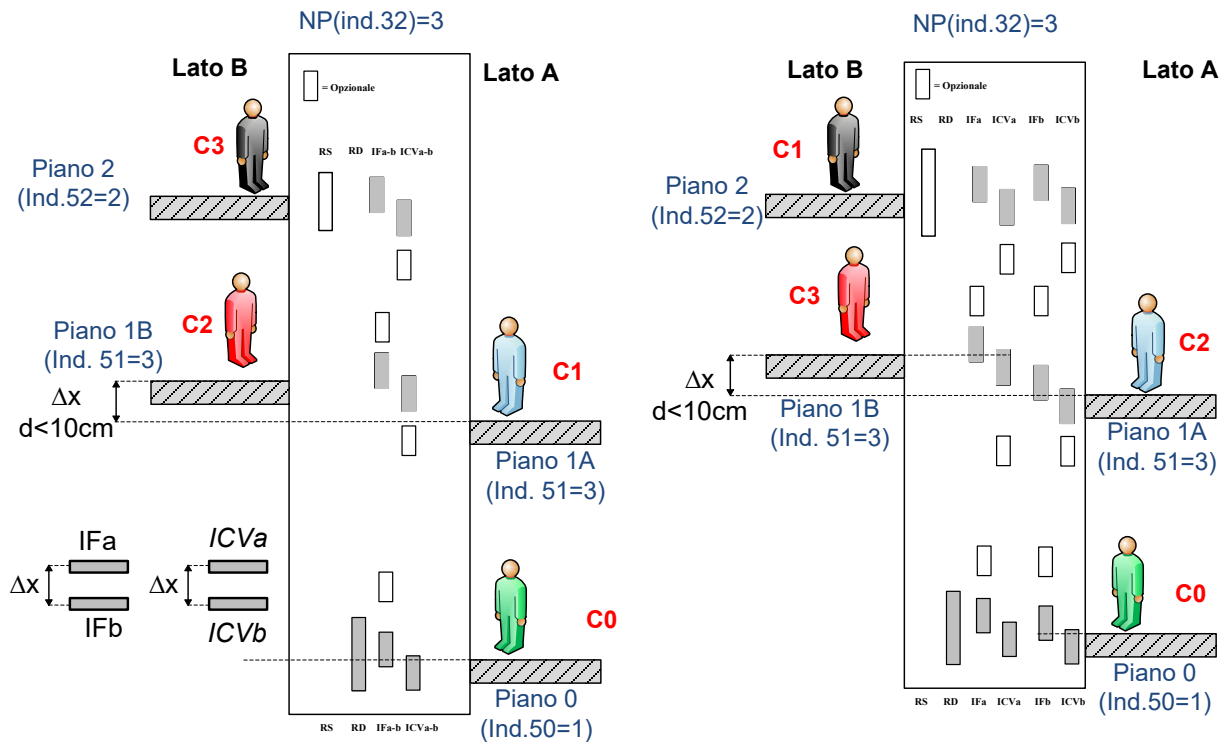 NP(ind.32)=3
Lato B
Lato A
= Opzionale
C3
RS
RD
IFa-b
ICVa-b
Piano 2
(Ind.52=2)
C2
Piano 1B
(Ind. 51=3)
C1
Δx
d<10cm
Piano 1A
(Ind. 51=3)
IFa
ICVa
Δx
Δx
IFb
ICVb
C0
Piano 0
(Ind.50=1)
RS
RD
IFa-b
ICVa-b
NP(ind.32)=3
Lato B
Lato A
= Opzionale
C1
RS
RD
IFa
ICVa
IFb
ICVb
Piano 2
(Ind.52=2)
C3
C2
Δx
d<10cm
Piano 1B
(Ind. 51=3)
Piano 1A
(Ind. 51=3)
C0
Piano 0
(Ind.50=1)
RS
RD
IFa
ICVa
IFb
ICVb